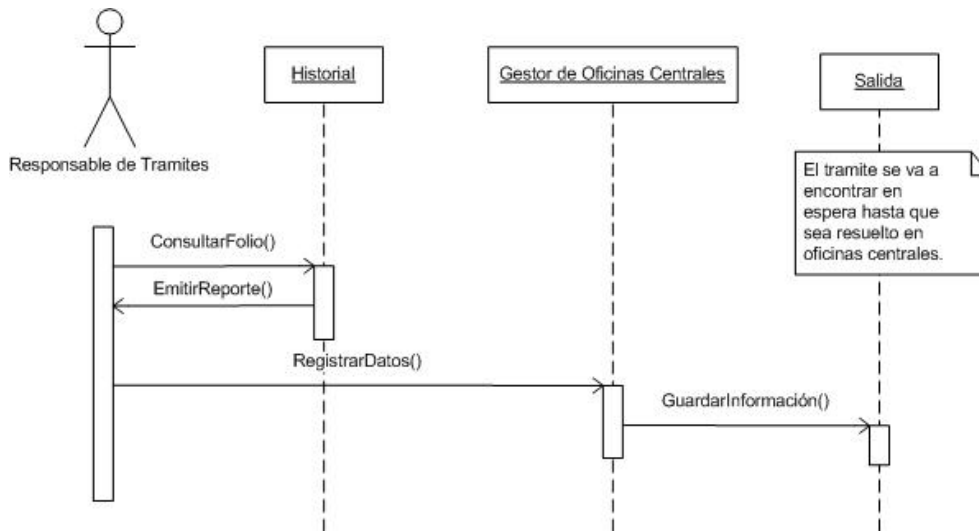 Historial
Gestor de Oficinas Centrales
Salida
Responsable de Tramites
El tramite se va a
encontrar en
espera hasta que
sea resuelto en
oficinas centrales.
ConsultarFolio()
EmitirReporte()
RegistrarDatos()
GuardarInformación()